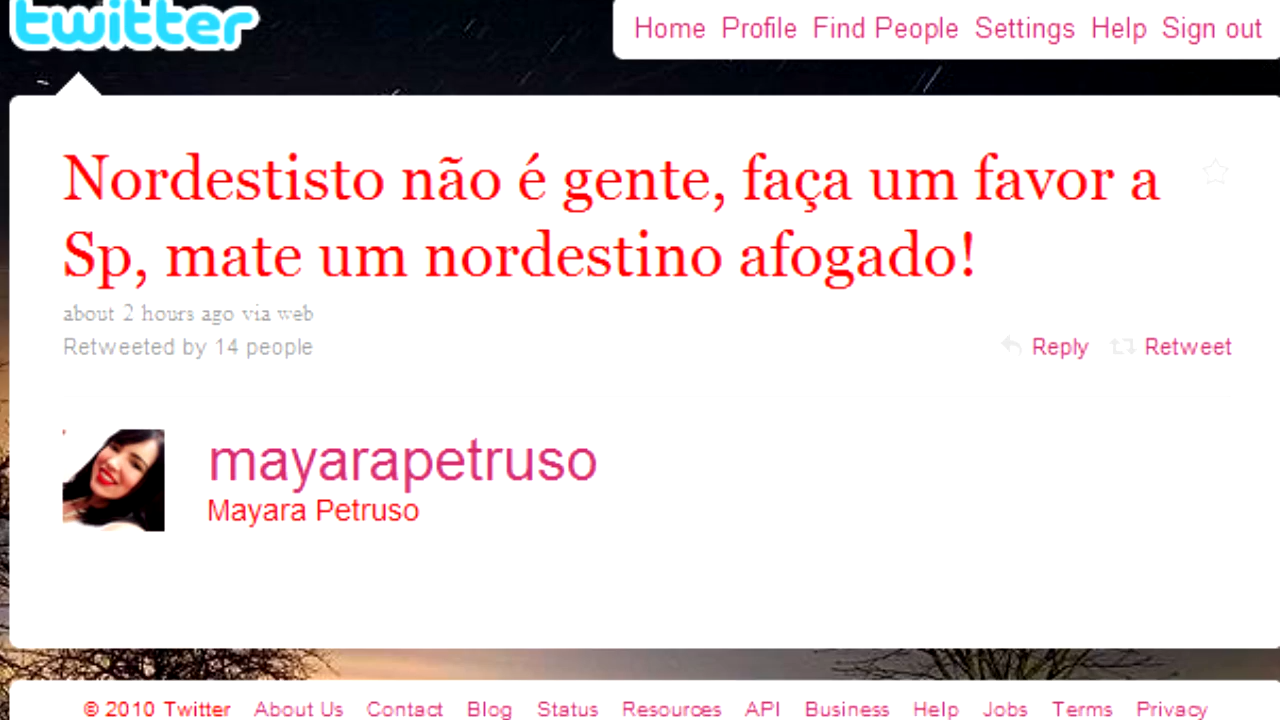 twitter
Home Profile Find People Settings Help Sign out
Nordestisto não é gente, faça um favor a
Sp, mate um nordestino afogado!
about 2 hours ago via web
Retweeted by 14 people
Reply Retweet
mayarapetruso
Mayara Petruso
© 2010 Twitter About Us Contact Blog Status Resources API Business Help Jobs Terms Privacy